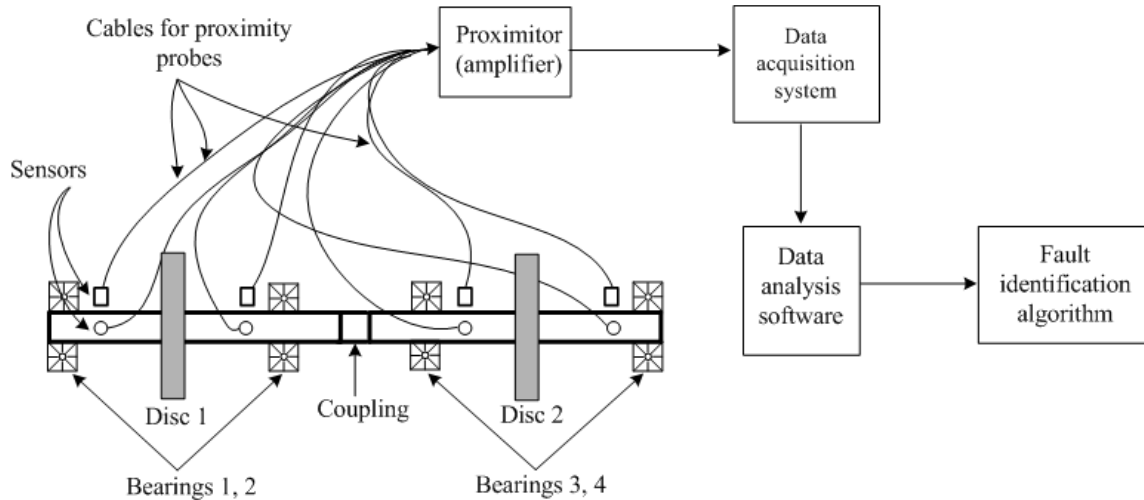 Cables for proximity
probes
Proximitor
(amplifier)
Data
acquisition
system
Sensors
Data
analysis
software
Fault
identification
algorithm
Disc 1
Coupling
Disc 2
Bearings 1, 2
Bearings 3, 4